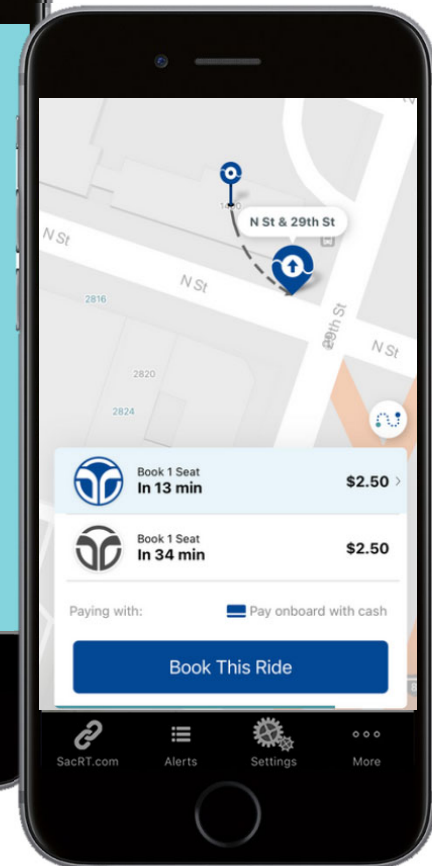 N St & 29th St
N St
N St
2816
29th St
N St
2820
2824
Book 1 Seat
In 13 min
$2.50 >
Book 1 Seat
In 34 min
$2.50
Paying with:
Pay onboard with cash
Book This Ride
SacRT.com
Alerts
Settings
More